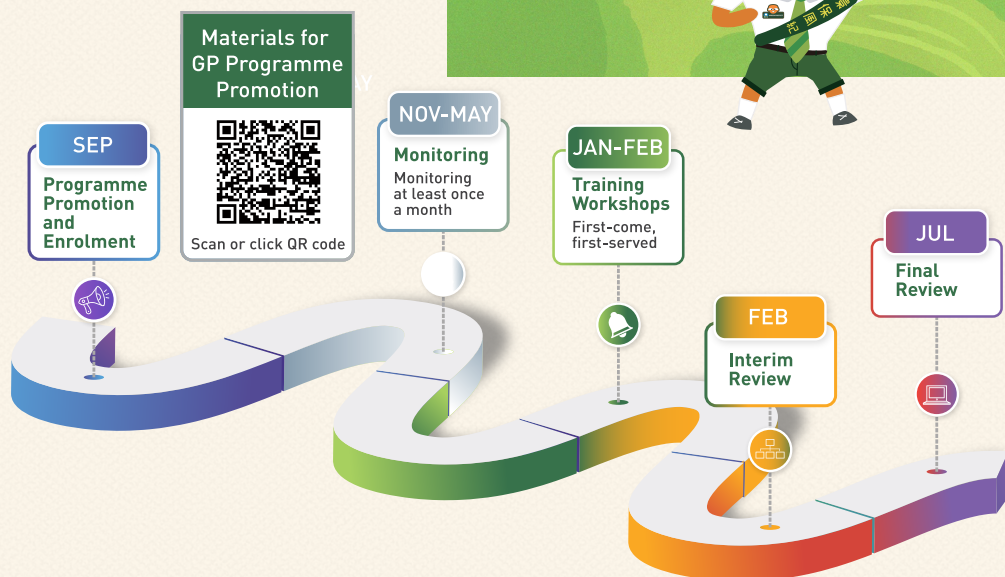 Materials for
GP Programme
Promotion
Scan or click QR code
SEP
Programme
Promotion
and
Enrolment
NOV-MAY
Monitoring
Monitoring
at least once
a month
JAN-FEB
Training
Workshops
First-come,
first-served
FEB
Interim
Review
JUL
Final
Review